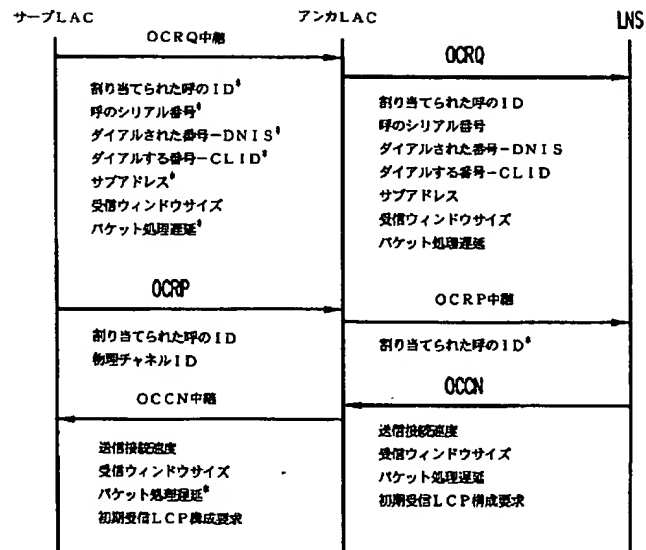 サーブLAC
アンカLAC
LNS
OCRQ中継
OCRQ
割り当てられた呼のID*
呼のシリアル番号*
ダイアルされた番号-DNIS*
ダイアルする番号-CLID*
サブアドレス*
受信ウィンドウサイズ
パケット処理遅延*
割り当てられた呼のID
呼のシリアル番号
ダイアルされた番号-DNIS
ダイアルする番号-CLID
サブアドレス
受信ウィンドウサイズ
パケット処理遅延
OCRP
OCRP中継
割り当てられた呼のID
物理チャネルID
割り当てられた呼のID*
OCCN中継
OCCN
送信接続速度
受信ウィンドウサイズ
パケット処理遅延*
初期受信LCP構成要求
送信接続速度
受信ウィンドウサイズ
パケット処理遅延
初期受信LCP構成要求